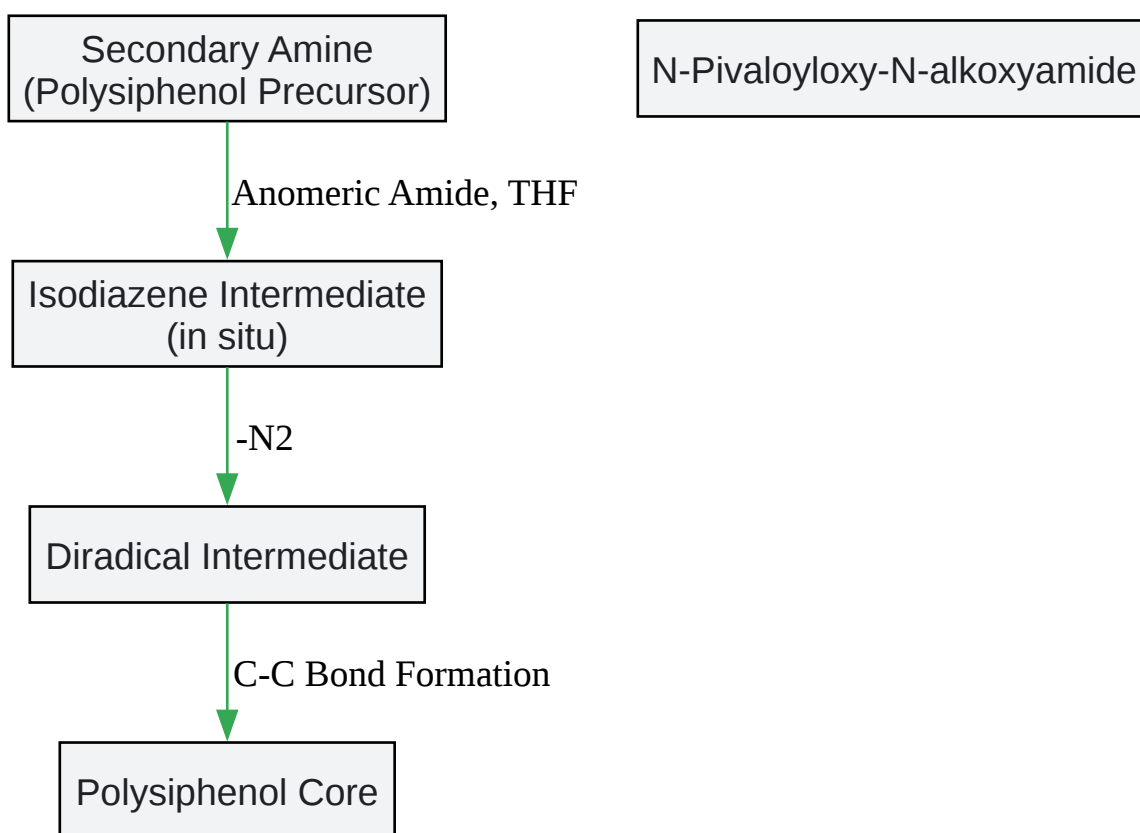 Secondary Amine
(Polysiphenol Precursor)
N-Pivaloyloxy-N-alkoxyamide
Anomeric Amide, THF
Isodiazene Intermediate
(in situ)
-N2
Diradical Intermediate
C-C Bond Formation
Polysiphenol Core